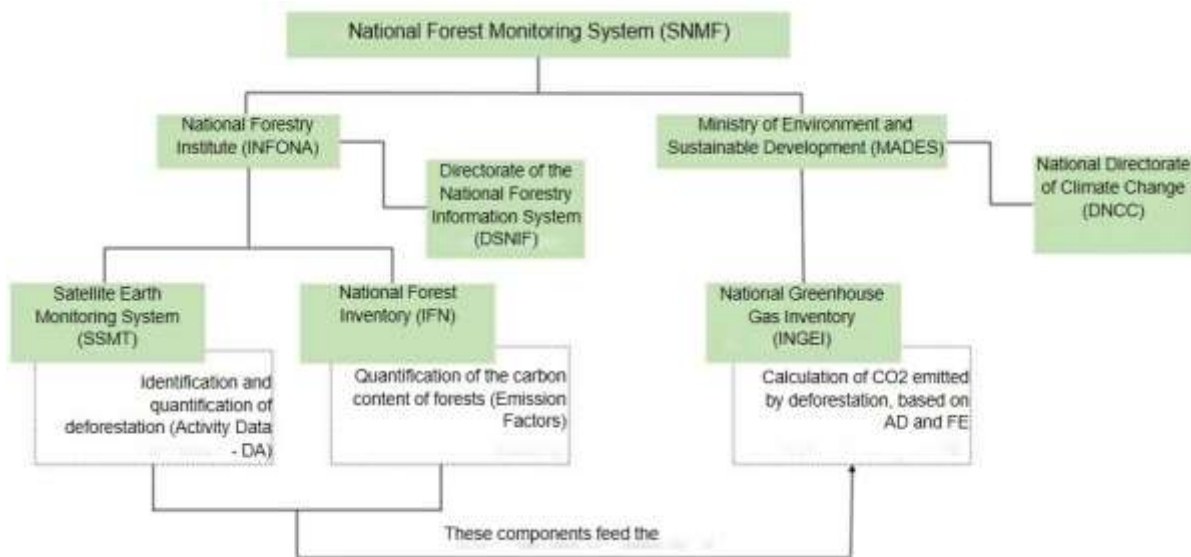 National Forest Monitoring System (SNMF)
National Forestry
Institute (INFONA)
Ministry of Environment and
Sustainable Development (MADES)
Directorate of the
National Forestry
Information System
(DSNIF)
National Directorate
of Climate Change
(DNCC)
Satellite Earth
Monitoring System
(SSMT)
National Forest
Inventory (IFN)
National Greenhouse
Gas Inventory
(INGEI)
Identification and
quantification of
deforestation (Activity Data
- DA)
Quantification of the carbon
content of forests (Emission
Factors)
Calculation of CO2 emitted
by deforestation, based on
AD and FE
These components feed the